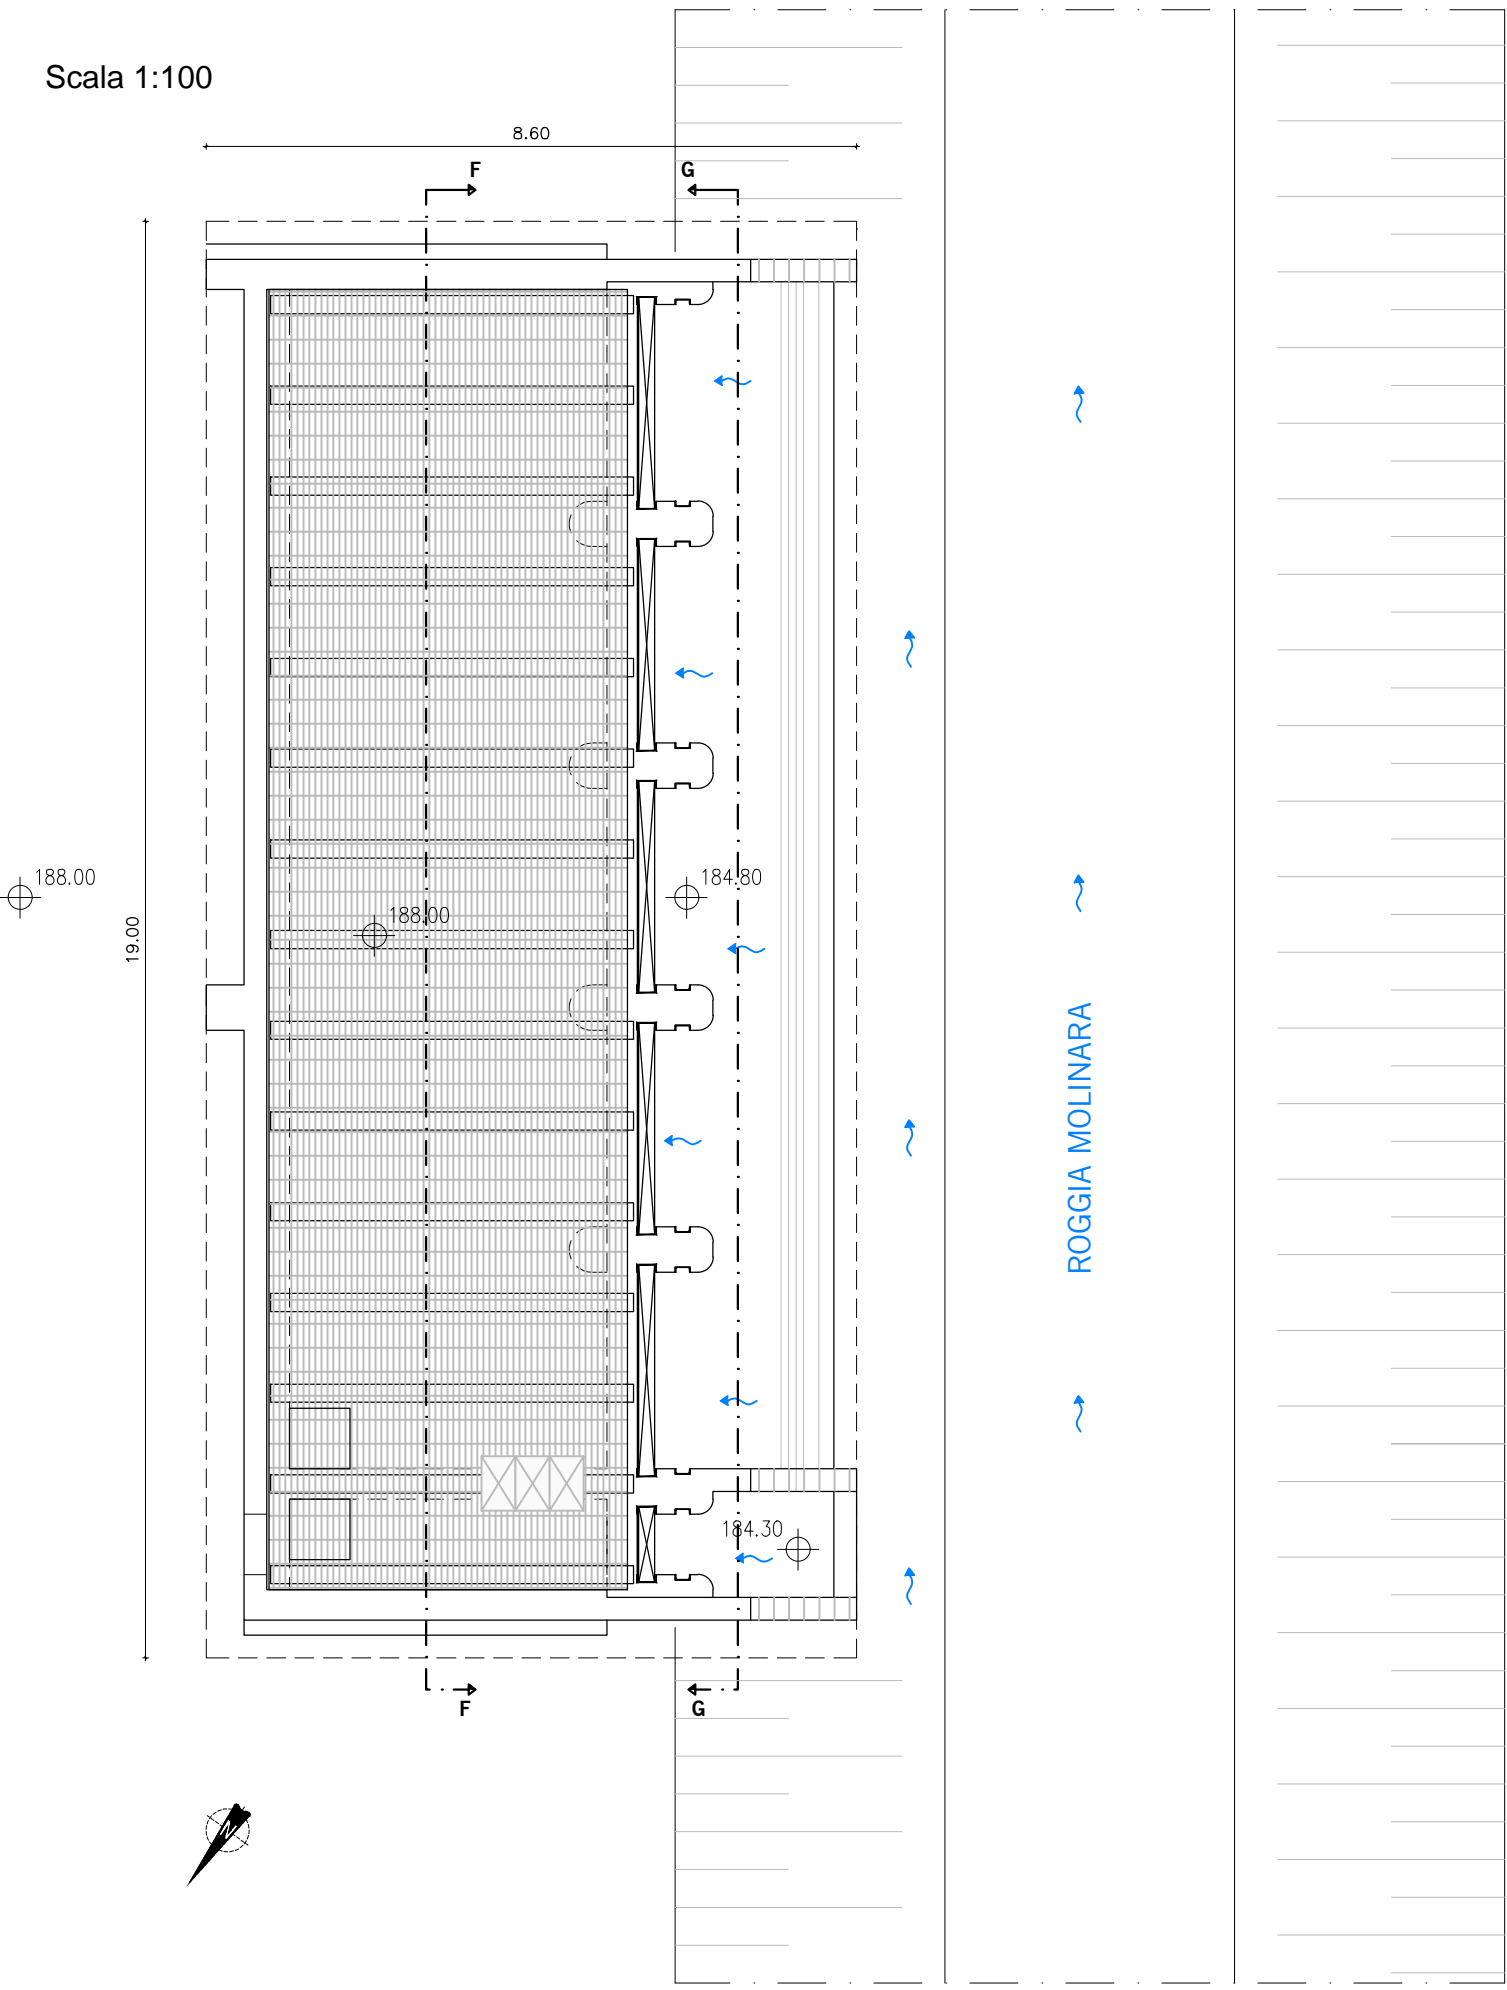 Scala 1:100
8.60
F
G
188.00
184.80
188.00
19.00
ROGGIA MOLINARA
184.30
F
G
N